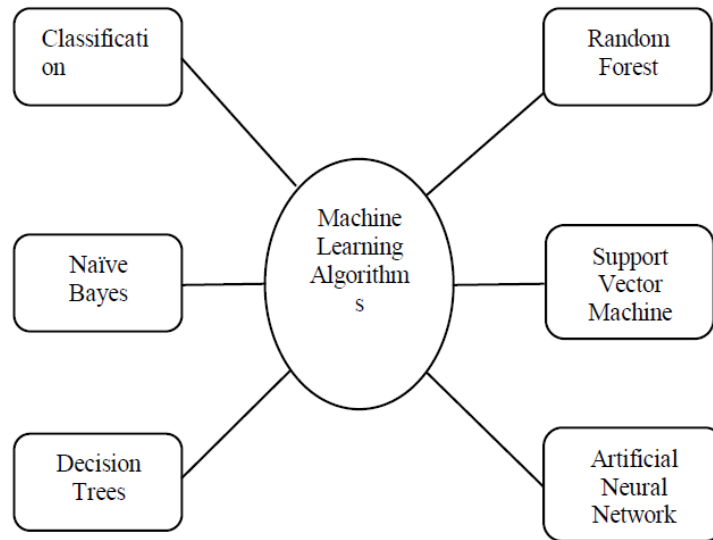 Classificati
on
Random
Forest
Machine
Learning
Algorithm
s
Naïve
Bayes
Support
Vector
Machine
Decision
Trees
Artificial
Neural
Network